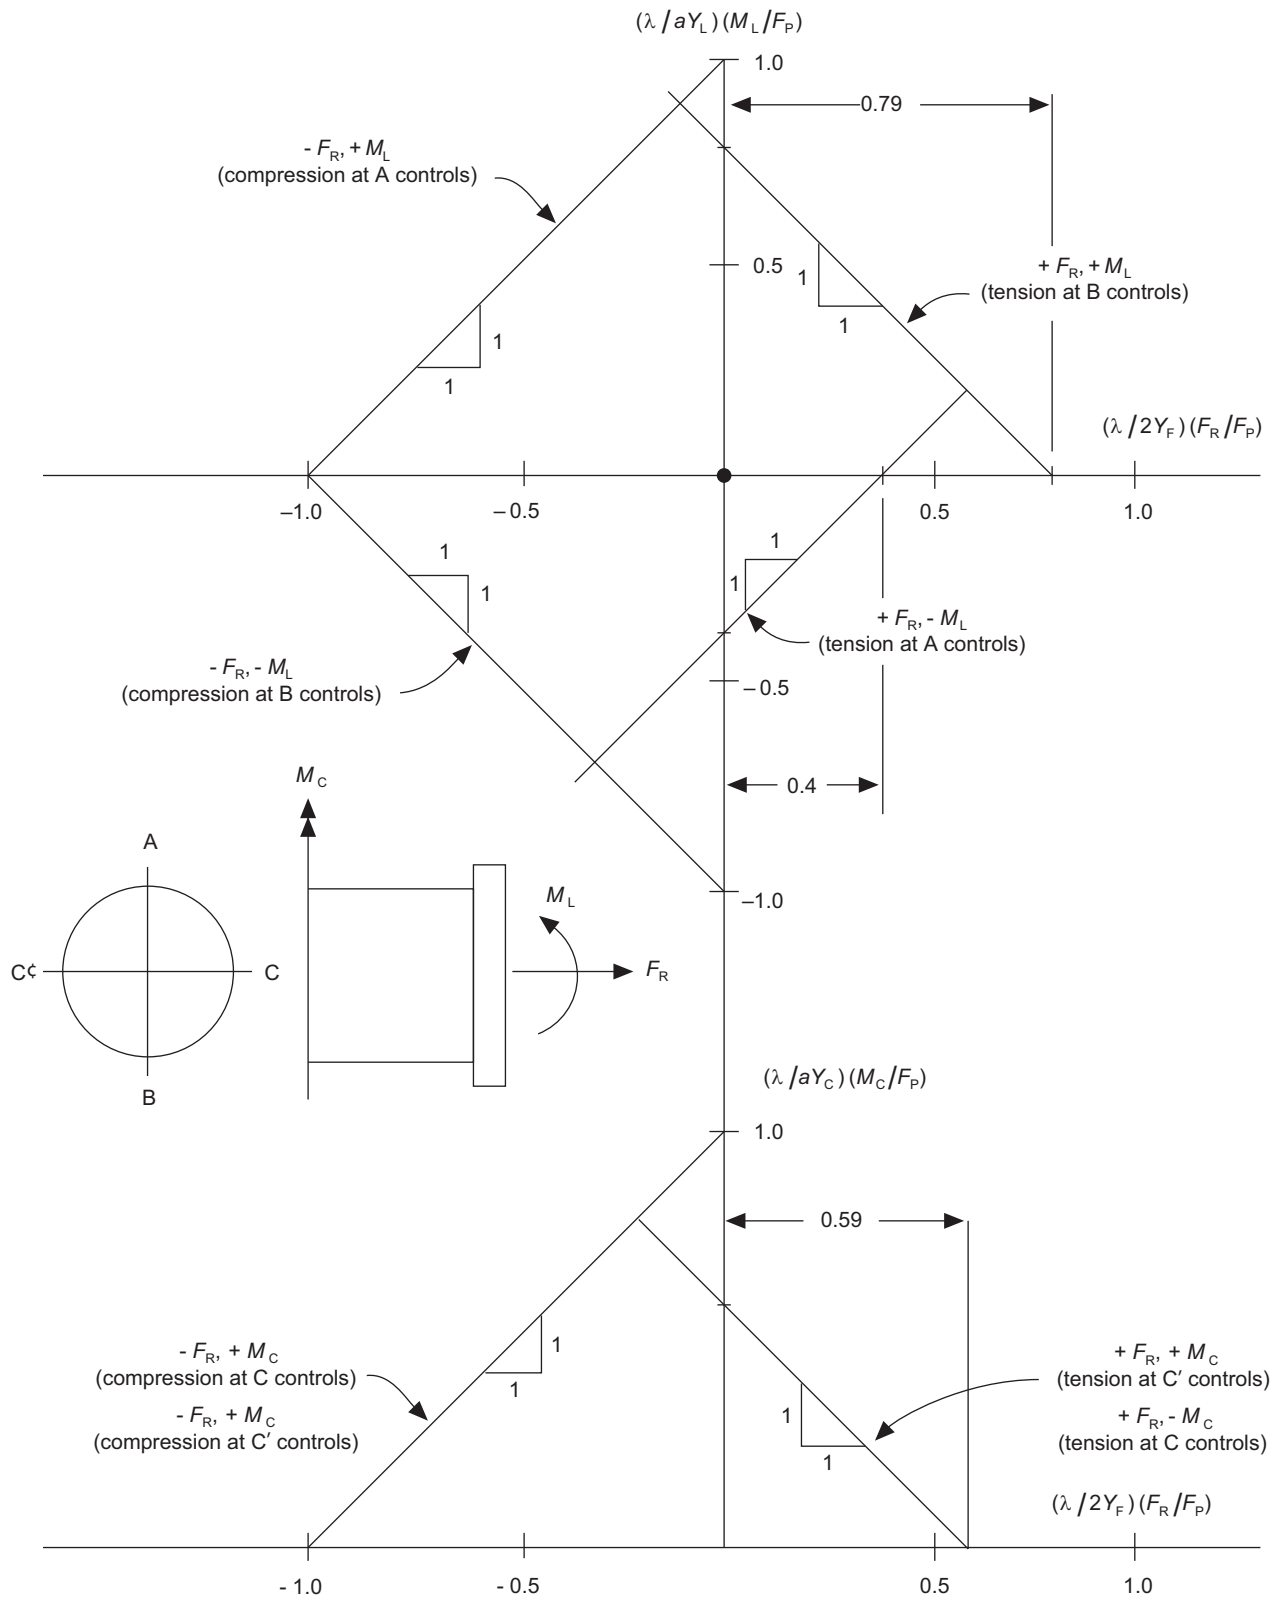 (λ/aY_L)(M_L/F_P)
1.0
0.79
- F_R, + M_L
(compression at A controls)
0.5
+ F_R, + M_L
(tension at B controls)
1
1
1
1
(λ/2Y_F)(F_R/F_P)
–1.0
– 0.5
0.5
1.0
1
1
1
1
+ F_R, - M_L
(tension at A controls)
- F_R, - M_L
(compression at B controls)
– 0.5
0.4
M_C
A
–1.0
M_L
C¢
C
F_R
B
(λ/aY_C)(M_C/F_P)
1.0
0.59
- F_R, + M_C
(compression at C controls)
- F_R, + M_C
(compression at C′ controls)
1
1
+ F_R, + M_C
(tension at C′ controls)
+ F_R, - M_C
(tension at C controls)
1
1
(λ/2Y_F)(F_R/F_P)
- 1.0
- 0.5
0.5
1.0